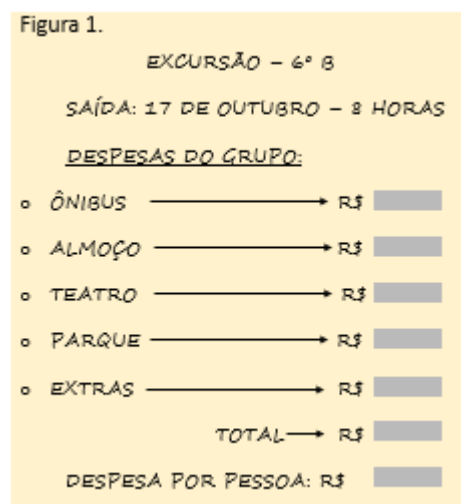 Figura 1.
EXCURSÃO – 6º B
SAÍDA: 17 DE OUTUBRO – 8 HORAS
DESPESAS DO GRUPO:
ÔNIBUS R$
ALMOÇO R$
TEATRO R$
PARQUE R$
EXTRAS R$
TOTAL R$
DESPESA POR PESSOA: R$